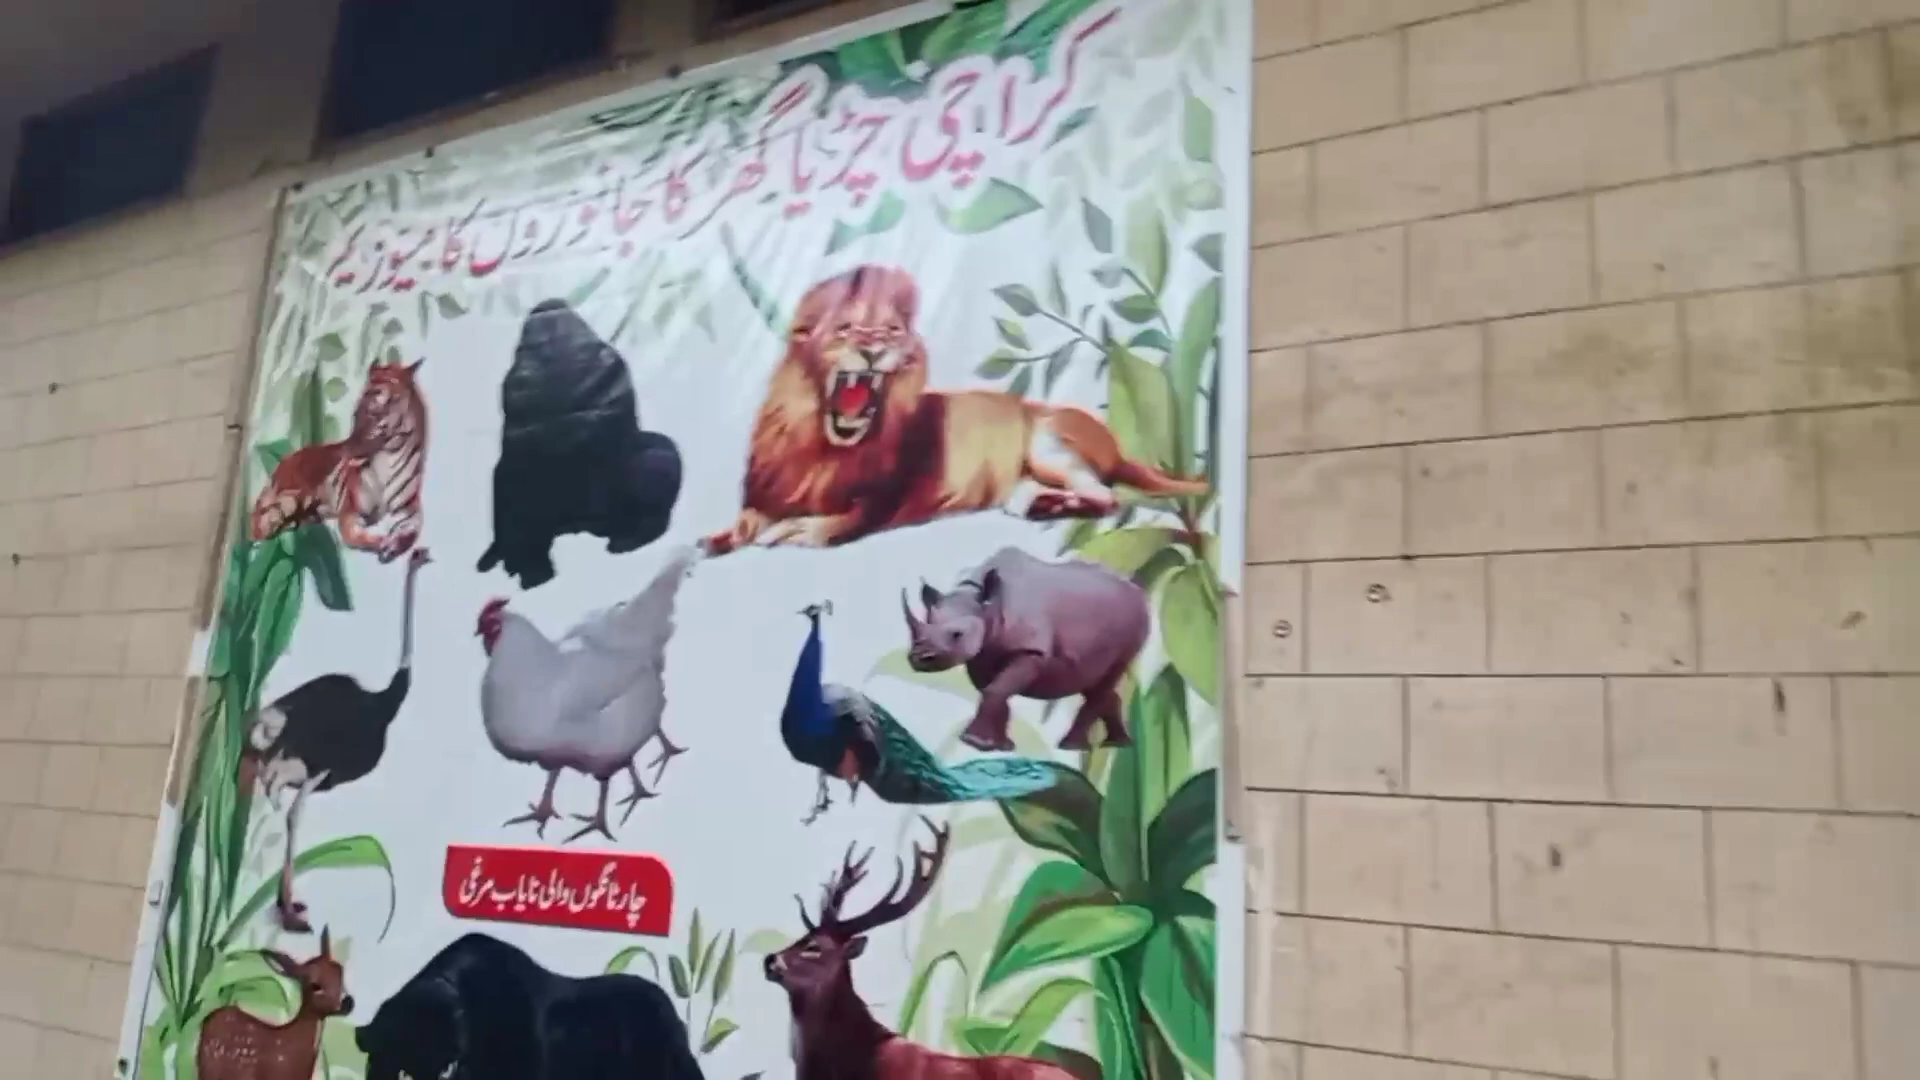 کراچی چڑیا گھر کا جانوروں کا میوزیم
چار ٹانگوں والی نایاب مرغی